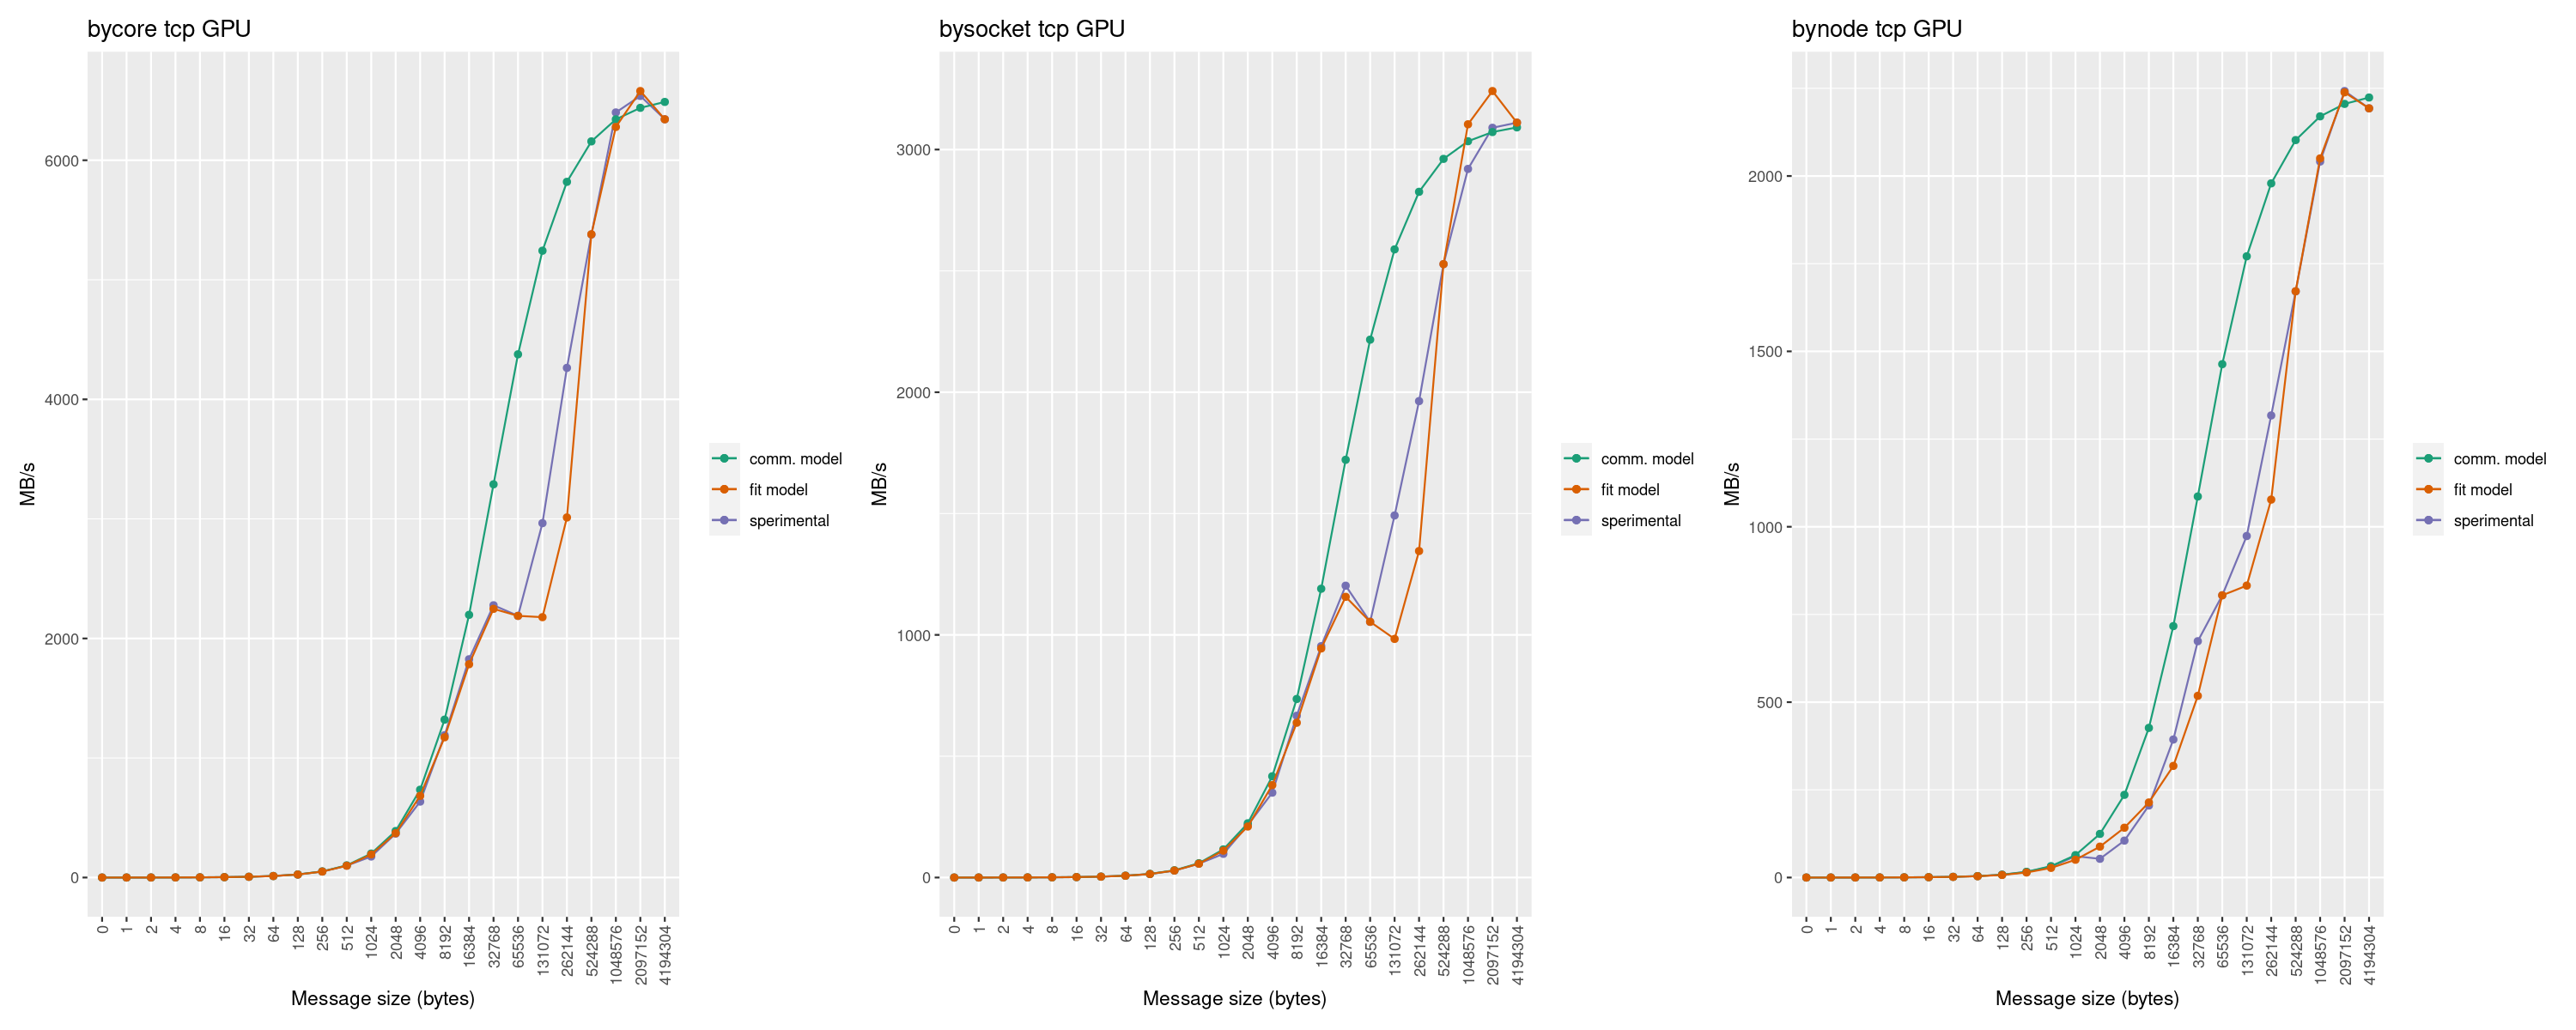 bycore tcp GPU
MB/s
6000
4000
2000
0
0 1 2 4 8 16 32 64 128 256 512 1024 2048 4096 8192 16384 32768 65536 131072 262144 524288 1048576 2097152 4194304
Message size (bytes)
comm. model
fit model
sperimental
bysocket tcp GPU
MB/s
3000
2000
1000
0
0 1 2 4 8 16 32 64 128 256 512 1024 2048 4096 8192 16384 32768 65536 131072 262144 524288 1048576 2097152 4194304
Message size (bytes)
comm. model
fit model
sperimental
bynode tcp GPU
MB/s
2000
1500
1000
500
0
0 1 2 4 8 16 32 64 128 256 512 1024 2048 4096 8192 16384 32768 65536 131072 262144 524288 1048576 2097152 4194304
Message size (bytes)
comm. model
fit model
sperimental